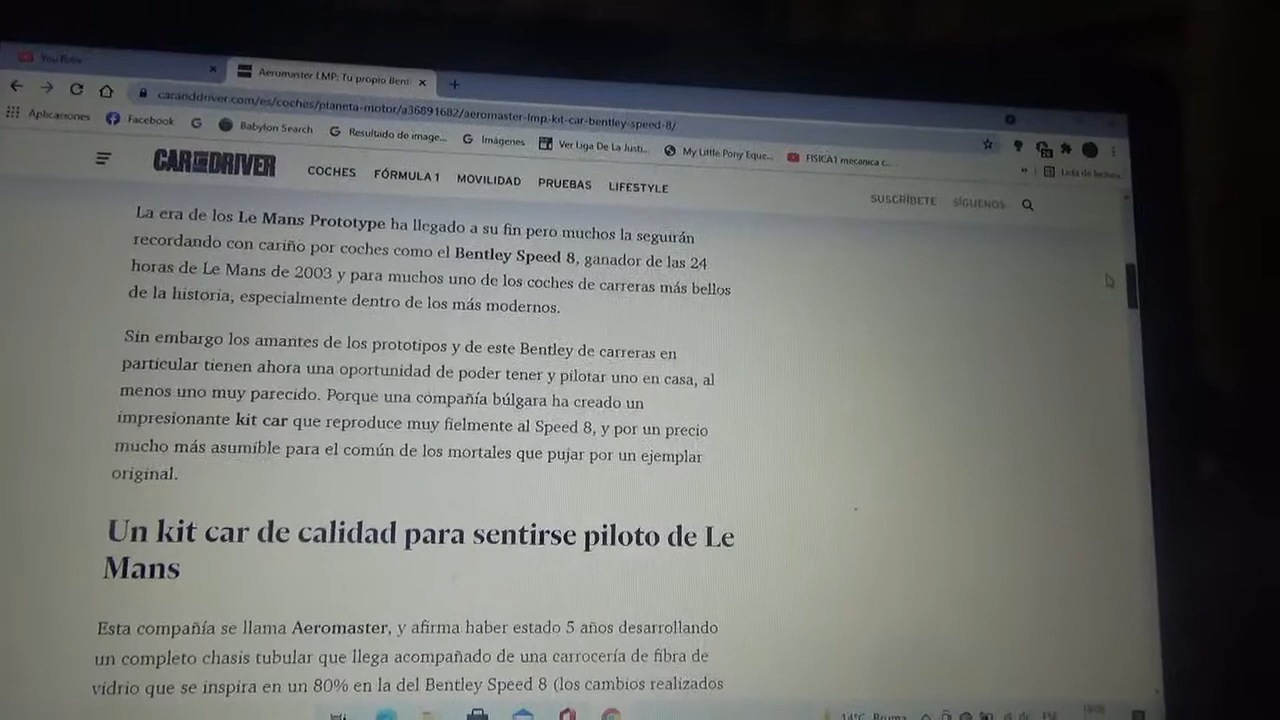 YouTube
Aeromaster LMP: Tu propio Bent
caranddriver.com/es/coches/planeta-motor/a36891682/aeromaster-lmp-kit-car-bentley-speed-8/
Aplicaciones Facebook Babylon Search Resultado de image... Imágenes Ver Liga De La Justi... My Little Pony Eque... FISICA1 mecanica c... » Lista de lectura
CAR AND DRIVER COCHES FÓRMULA 1 MOVILIDAD PRUEBAS LIFESTYLE SUSCRÍBETE SÍGUENOS
La era de los Le Mans Prototype ha llegado a su fin pero muchos la seguirán
recordando con cariño por coches como el Bentley Speed 8, ganador de las 24
horas de Le Mans de 2003 y para muchos uno de los coches de carreras más bellos
de la historia, especialmente dentro de los más modernos.
Sin embargo los amantes de los prototipos y de este Bentley de carreras en
particular tienen ahora una oportunidad de poder tener y pilotar uno en casa, al
menos uno muy parecido. Porque una compañía búlgara ha creado un
impresionante kit car que reproduce muy fielmente al Speed 8, y por un precio
mucho más asumible para el común de los mortales que pujar por un ejemplar
original.
Un kit car de calidad para sentirse piloto de Le
Mans
Esta compañía se llama Aeromaster, y afirma haber estado 5 años desarrollando
un completo chasis tubular que llega acompañado de una carrocería de fibra de
vidrio que se inspira en un 80% en la del Bentley Speed 8 (los cambios realizados
14°C Bruma